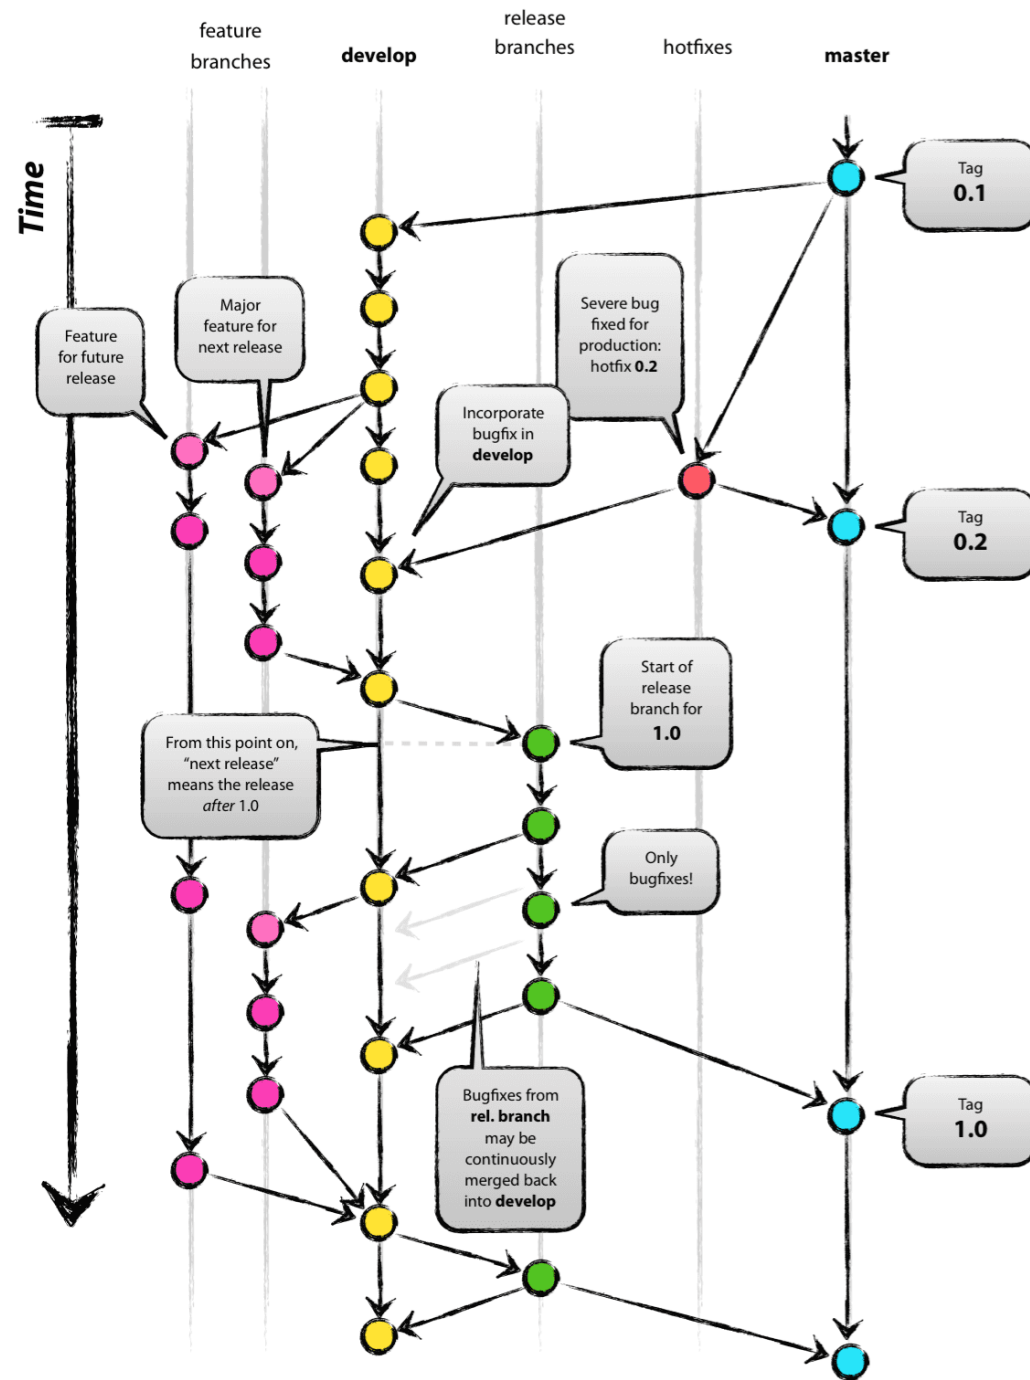 feature
branches
develop
release
branches
hotfixes
master
Time
Tag
0.1
Major
feature for
next release
Severe bug
fixed for
production:
hotfix 0.2
Feature
for future
release
Incorporate
bugfix in
develop
Tag
0.2
Start of
release
branch for
1.0
From this point on,
“next release”
means the release
after 1.0
Only
bugfixes!
Bugfixes from
rel. branch
may be
continuously
merged back
into develop
Tag
1.0